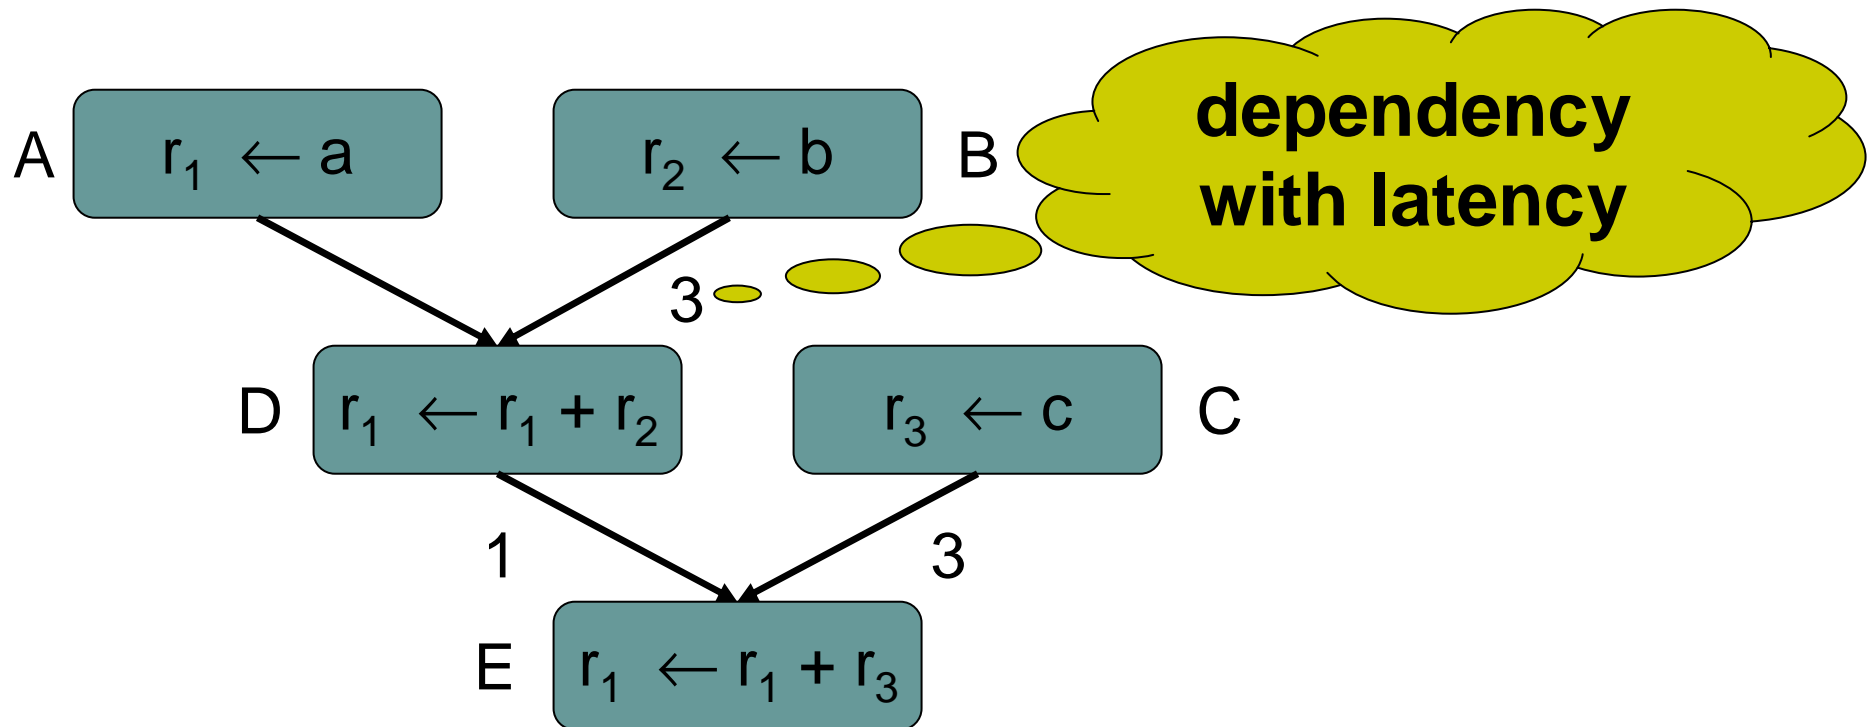 A
r₁ ← a
r₂ ← b
B
dependency
with latency
3
D
r₁ ← r₁ + r₂
r₃ ← c
C
1
3
E
r₁ ← r₁ + r₃